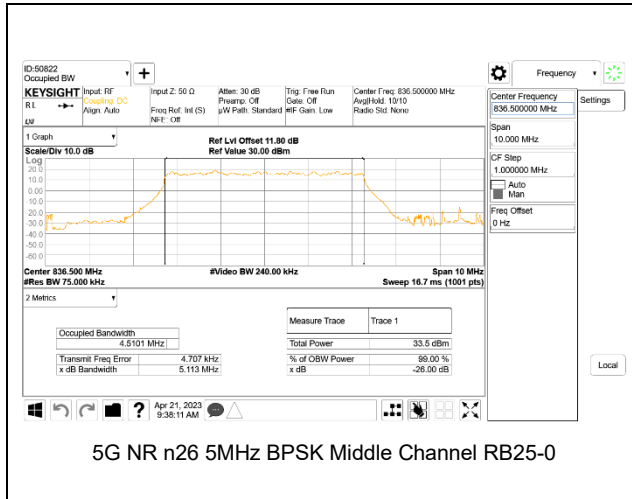 ID:50822
Occupied BW
Frequency
KEYSIGHT Input: RF Input Z: 50 Ω Atten: 30 dB Trig: Free Run Center Freq: 836.500000 MHz
R L Coupling: DC Preamp: Off Gate: Off Avg|Hold: 10/10
Align: Auto Freq Ref: Int (S) µW Path: Standard #IF Gain: Low Radio Std: None
NFE: Off
Center Frequency
836.500000 MHz
Settings
Span
10.000 MHz
CF Step
1.000000 MHz
Auto
Man
Freq Offset
0 Hz
1 Graph
Ref Lvl Offset 11.80 dB
Scale/Div 10.0 dB Ref Value 30.00 dBm
Log
20.0
10.0
0.00
-10.0
-20.0
-30.0
-40.0
-50.0
-60.0
Center 836.500 MHz #Video BW 240.00 kHz Span 10 MHz
#Res BW 75.000 kHz Sweep 16.7 ms (1001 pts)
2 Metrics
Measure Trace Trace 1
Occupied Bandwidth
4.5101 MHz Total Power 33.5 dBm
Transmit Freq Error 4.707 kHz % of OBW Power 99.00 %
x dB Bandwidth 5.113 MHz x dB -26.00 dB
Local
Apr 21, 2023
9:38:11 AM
5G NR n26 5MHz BPSK Middle Channel RB25-0